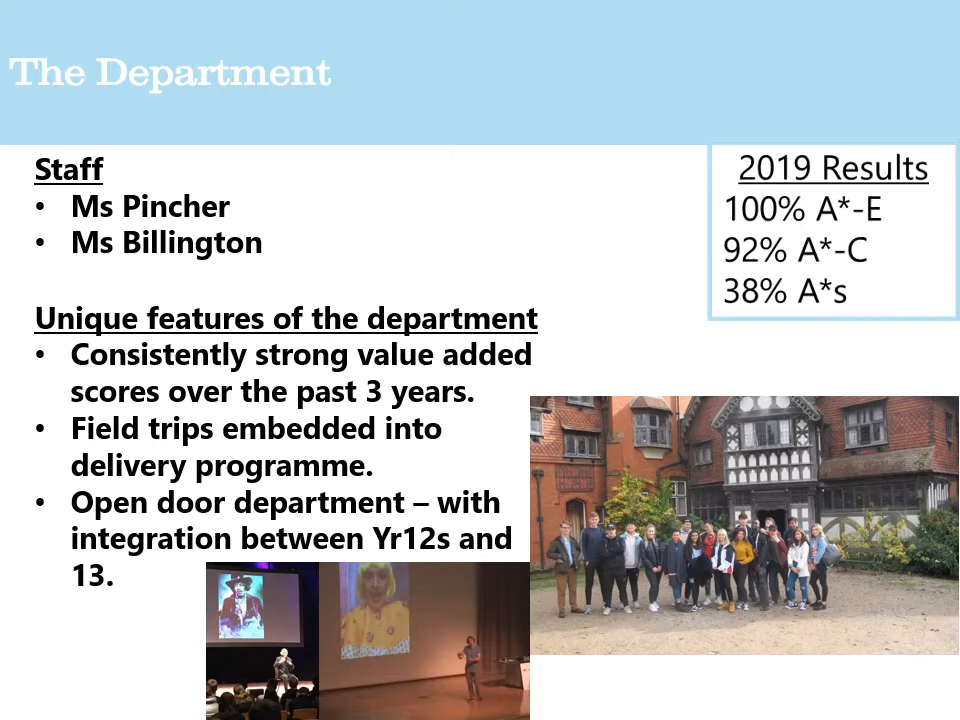 The Department
Staff
• Ms Pincher
• Ms Billington
Unique features of the department
• Consistently strong value added
scores over the past 3 years.
• Field trips embedded into
delivery programme.
• Open door department – with
integration between Yr12s and
13.
2019 Results
100% A*-E
92% A*-C
38% A*s